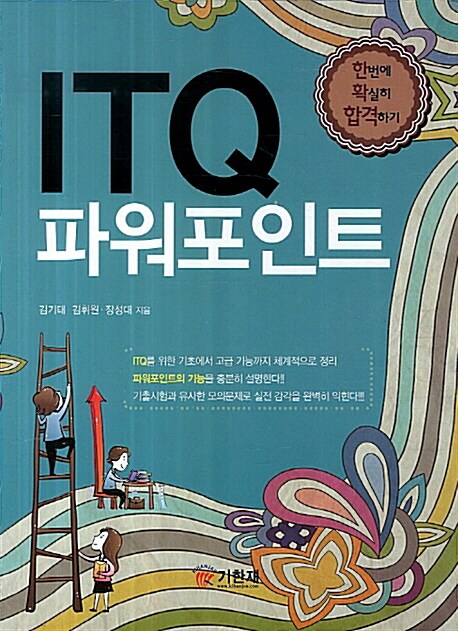 한번에
확실히
합격하기
ITQ
파워포인트
김기대 김휘원·장성대 지음
ITQ를 위한 기초에서 고급 기능까지 체계적으로 정리
파워포인트의 기능을 충분히 설명한다!!
기출시험과 유사한 모의문제로 실전 감각을 완벽히 익힌다!!!
KIHANJAE
기한재
www.kihanjae.com